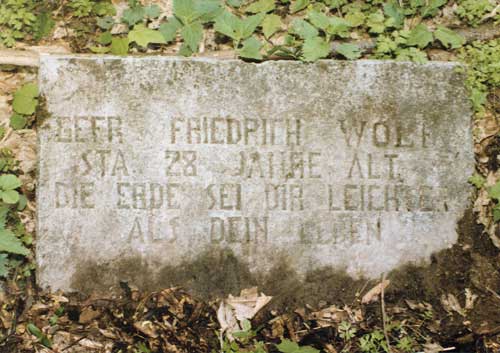 GEFR FRIEDRICH WOLF
STA. 28 JAHRE ALT.
DIE ERDE SEI DIR LEICHTER
ALS DEIN LEBEN